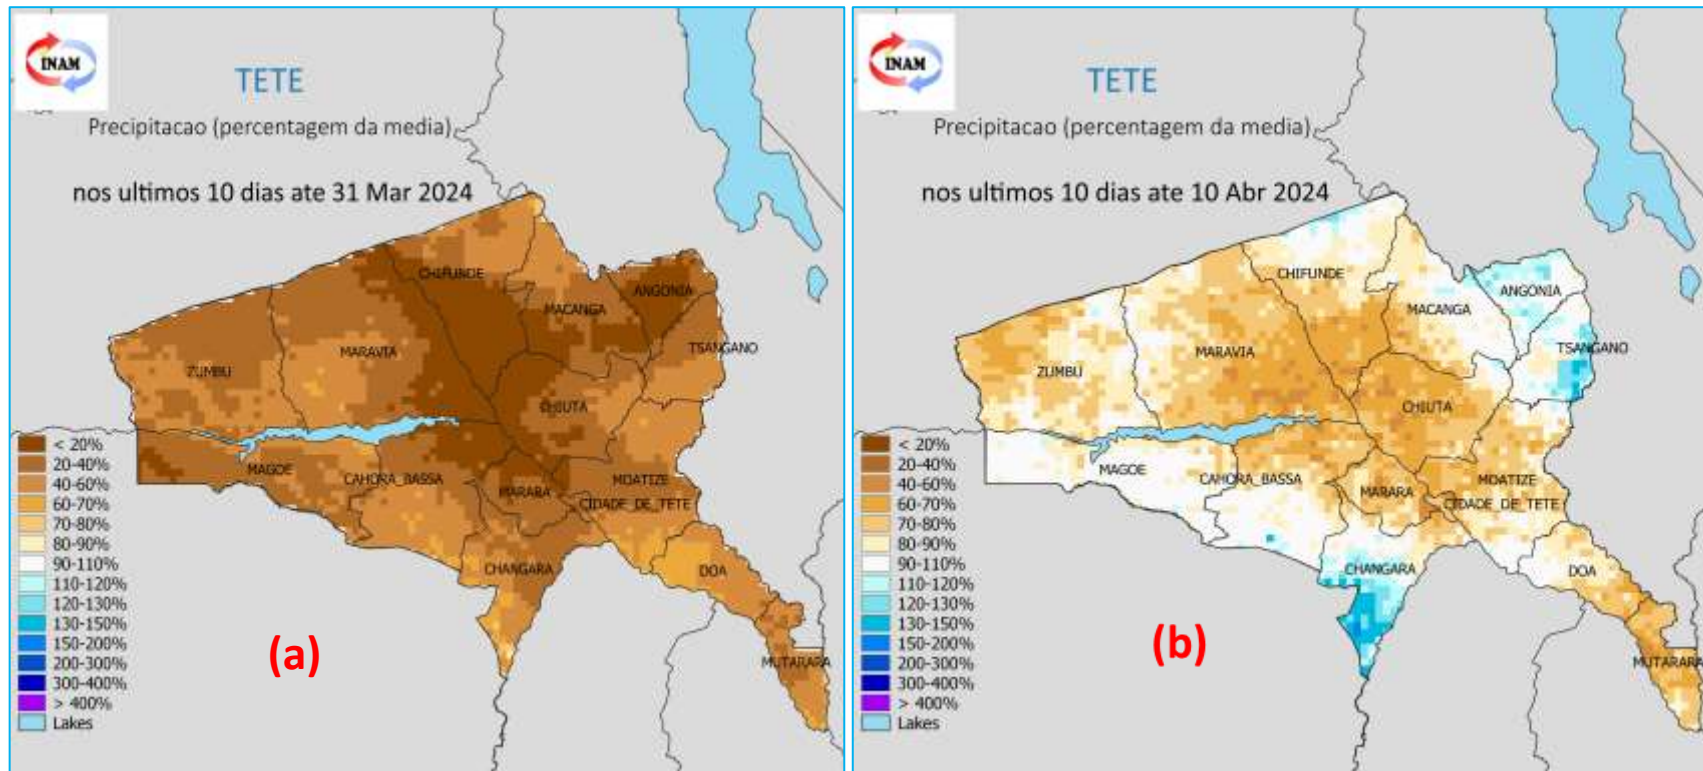 INAM
TETE
Precipitacao (percentagem da media)
nos ultimos 10 dias ate 31 Mar 2024
CHIFUNDE
ANGONIA
MACANGA
TSANGANO
MARAVIA
ZUMBU
CHIUTA
MAGOE
CAHORA_BASSA
MOATIZE
MARARA
CIDADE_DE_TETE
CHANGARA
DOA
MUTARARA
< 20%
20-40%
40-60%
60-70%
70-80%
80-90%
90-110%
110-120%
120-130%
130-150%
150-200%
200-300%
300-400%
> 400%
Lakes
(a)
INAM
TETE
Precipitacao (percentagem da media)
nos ultimos 10 dias ate 10 Abr 2024
CHIFUNDE
ANGONIA
MACANGA
TSANGANO
MARAVIA
ZUMBU
CHIUTA
MAGOE
CAHORA_BASSA
MOATIZE
MARARA
CIDADE_DE_TETE
CHANGARA
DOA
MUTARARA
< 20%
20-40%
40-60%
60-70%
70-80%
80-90%
90-110%
110-120%
120-130%
130-150%
150-200%
200-300%
300-400%
> 400%
Lakes
(b)